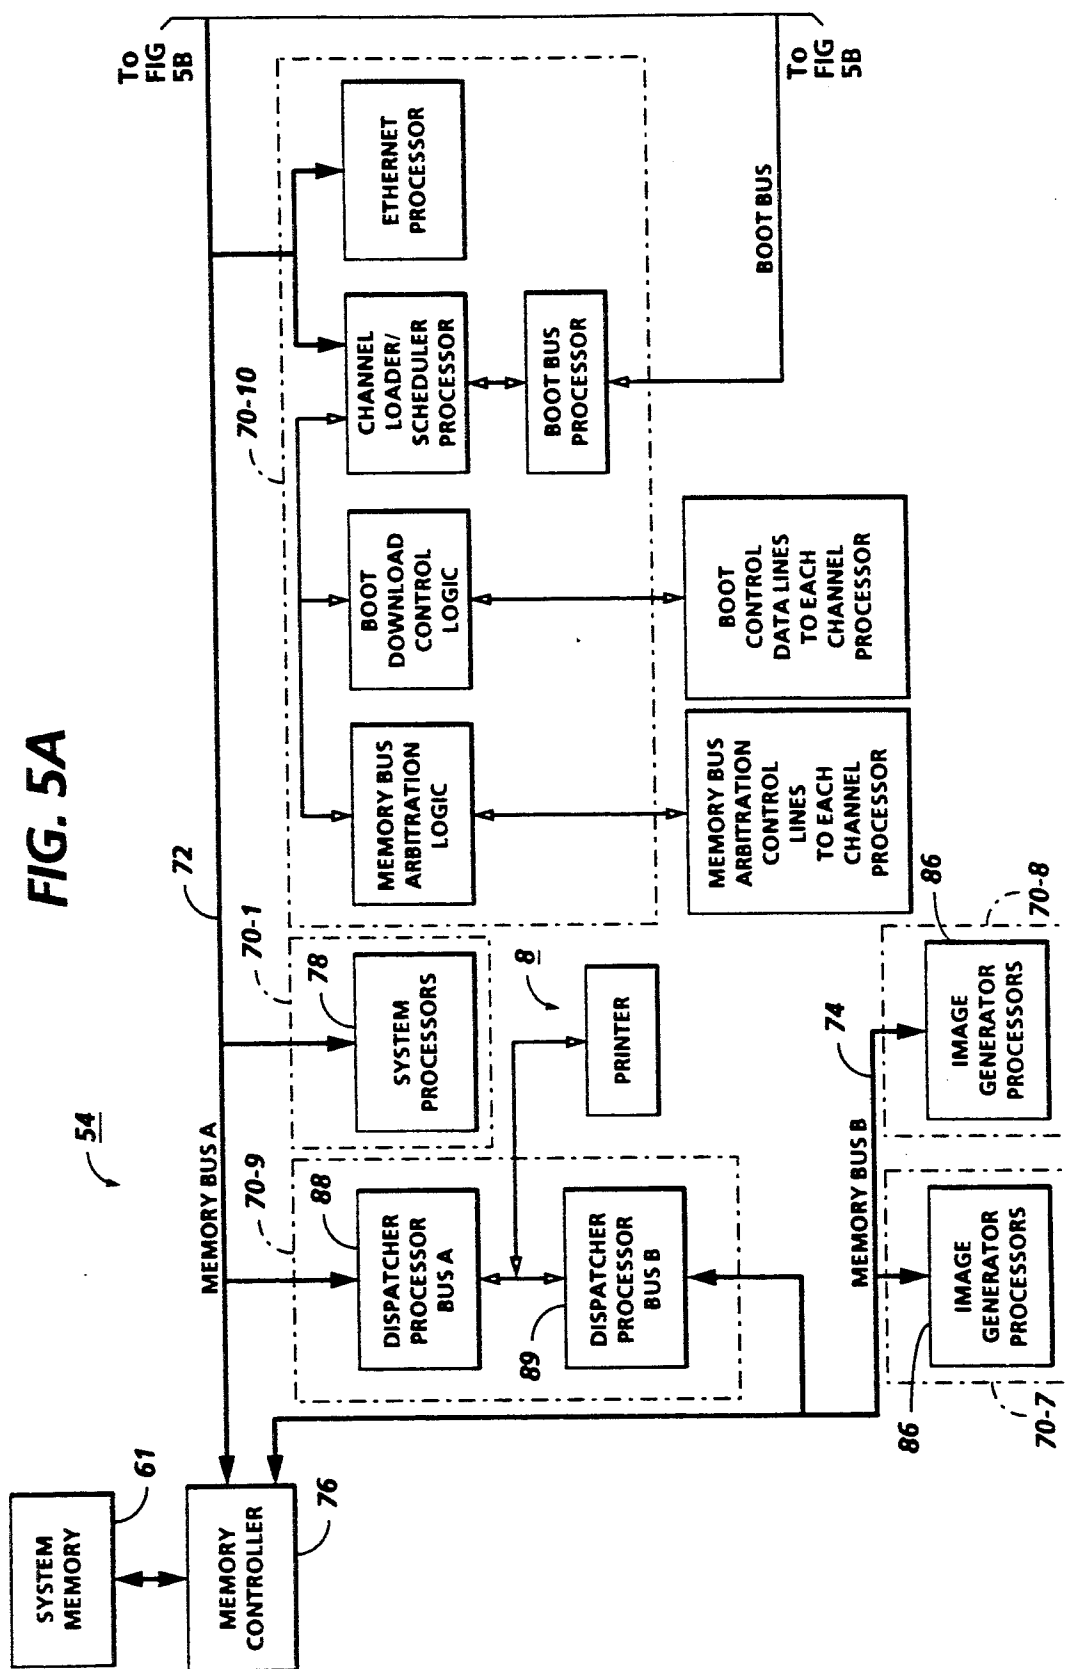 FIG. 5A
54
SYSTEM
MEMORY
61
MEMORY
CONTROLLER
76
MEMORY BUS A
72
To
FIG
5B
70-9
88
DISPATCHER
PROCESSOR
BUS A
89
DISPATCHER
PROCESSOR
BUS B
70-1
78
SYSTEM
PROCESSORS
8
PRINTER
70-10
MEMORY BUS
ARBITRATION
LOGIC
BOOT
DOWNLOAD
CONTROL
LOGIC
CHANNEL
LOADER/
SCHEDULER
PROCESSOR
ETHERNET
PROCESSOR
BOOT BUS
PROCESSOR
MEMORY BUS
ARBITRATION
CONTROL
LINES
TO EACH
CHANNEL
PROCESSOR
BOOT
CONTROL
DATA LINES
TO EACH
CHANNEL
PROCESSOR
BOOT BUS
To
FIG
5B
MEMORY BUS B
74
86
IMAGE
GENERATOR
PROCESSORS
70-7
86
IMAGE
GENERATOR
PROCESSORS
70-8